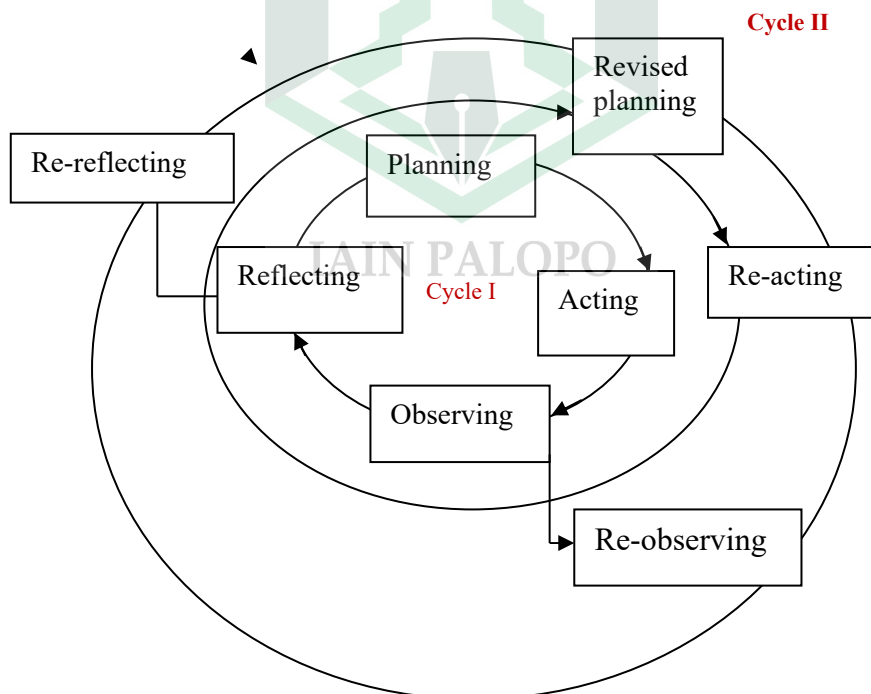 Cycle II
Revised
planning
Planning
Re-reflecting
IAIN PALOPO
Reflecting
Cycle I
Acting
Re-acting
Observing
Re-observing